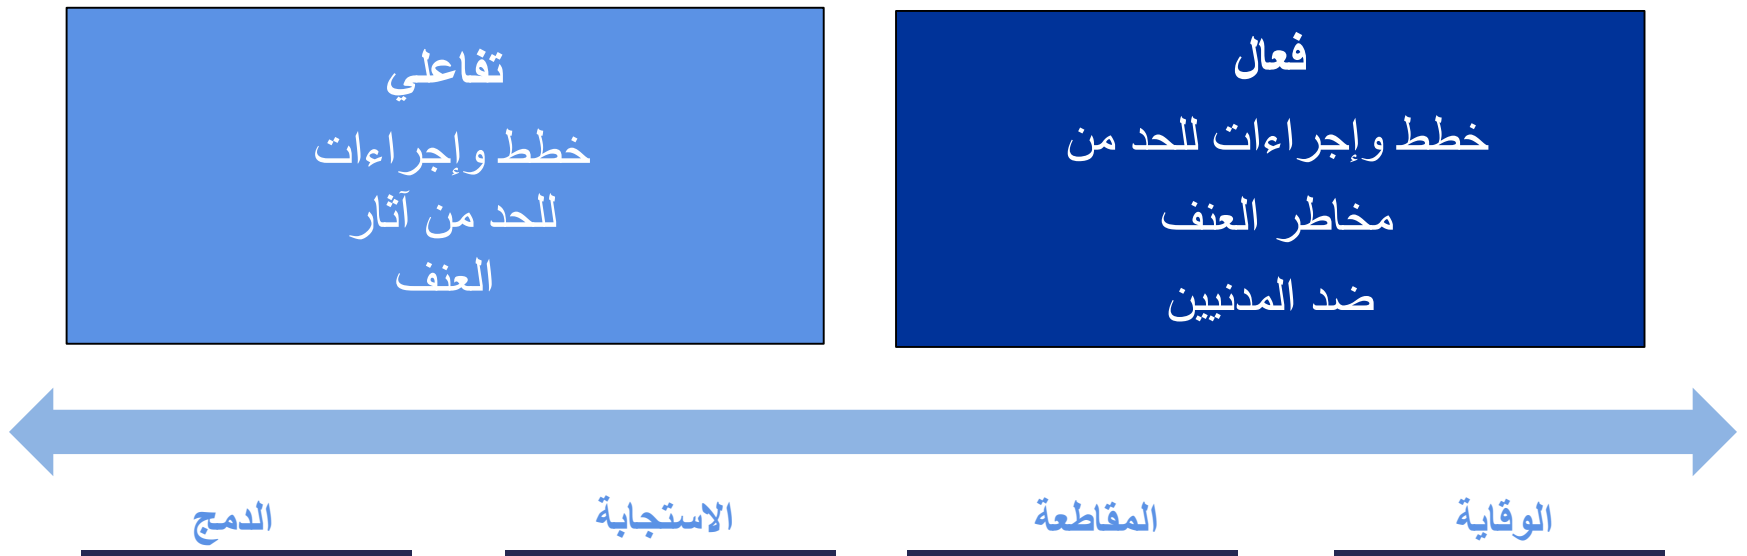 فعال
خطط وإجراءات للحد من
مخاطر العنف
ضد المدنيين
تفاعلي
خطط وإجراءات
للحد من آثار
العنف
الوقاية
المقاطعة
الاستجابة
الدمج